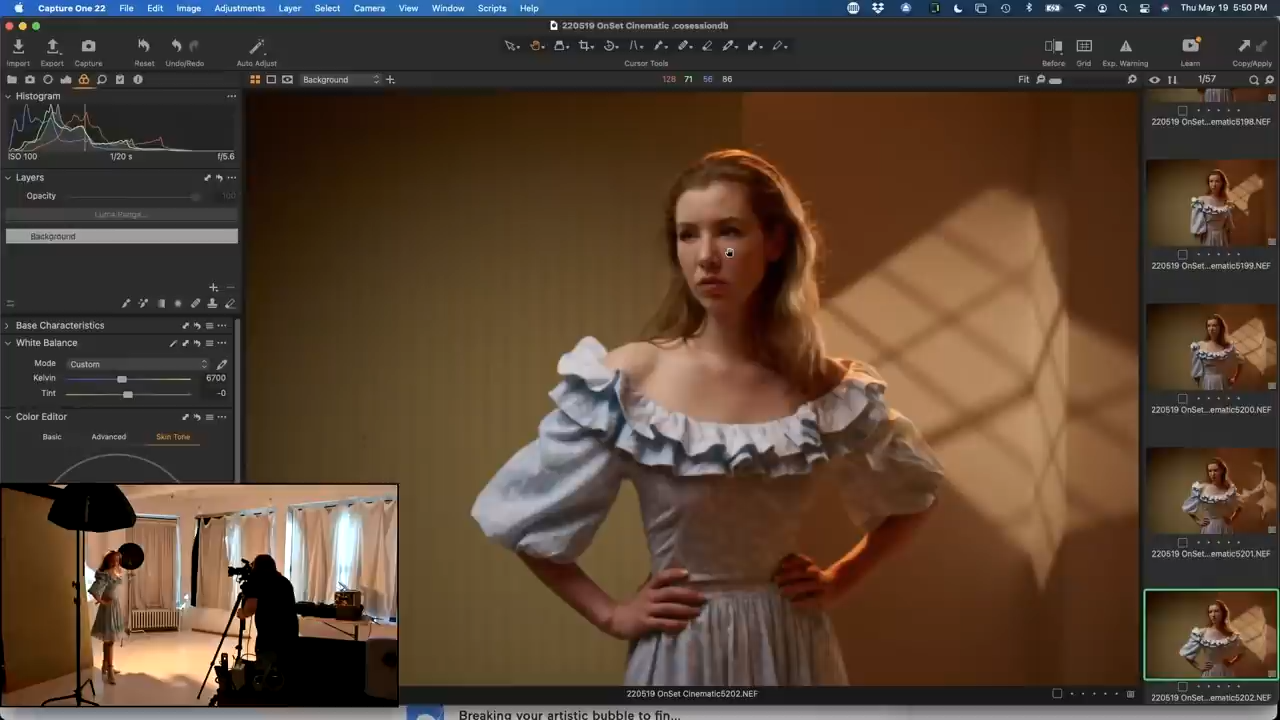 Capture One 22 File Edit Image Adjustments Layer Select Camera View Window Scripts Help Thu May 19 5:50 PM
220519 OnSet Cinematic .cosessiondb
Import Export Capture Reset Undo/Redo Auto Adjust Cursor Tools Before Grid Exp. Warning Learn Copy/Apply
Background 128 71 56 86 Fit 1/57
Histogram
ISO 100 1/20 s f/5.6
Layers
Opacity 100
Luma Range...
Background
Base Characteristics
White Balance
Mode Custom
Kelvin 6700
Tint -0
Color Editor
Basic Advanced Skin Tone
220519 OnSet...ematic5198.NEF
220519 OnSet...ematic5199.NEF
220519 OnSet...ematic5200.NEF
220519 OnSet...ematic5201.NEF
220519 OnSet...ematic5202.NEF
220519 OnSet Cinematic5202.NEF
Breaking your artistic bubble to fin...